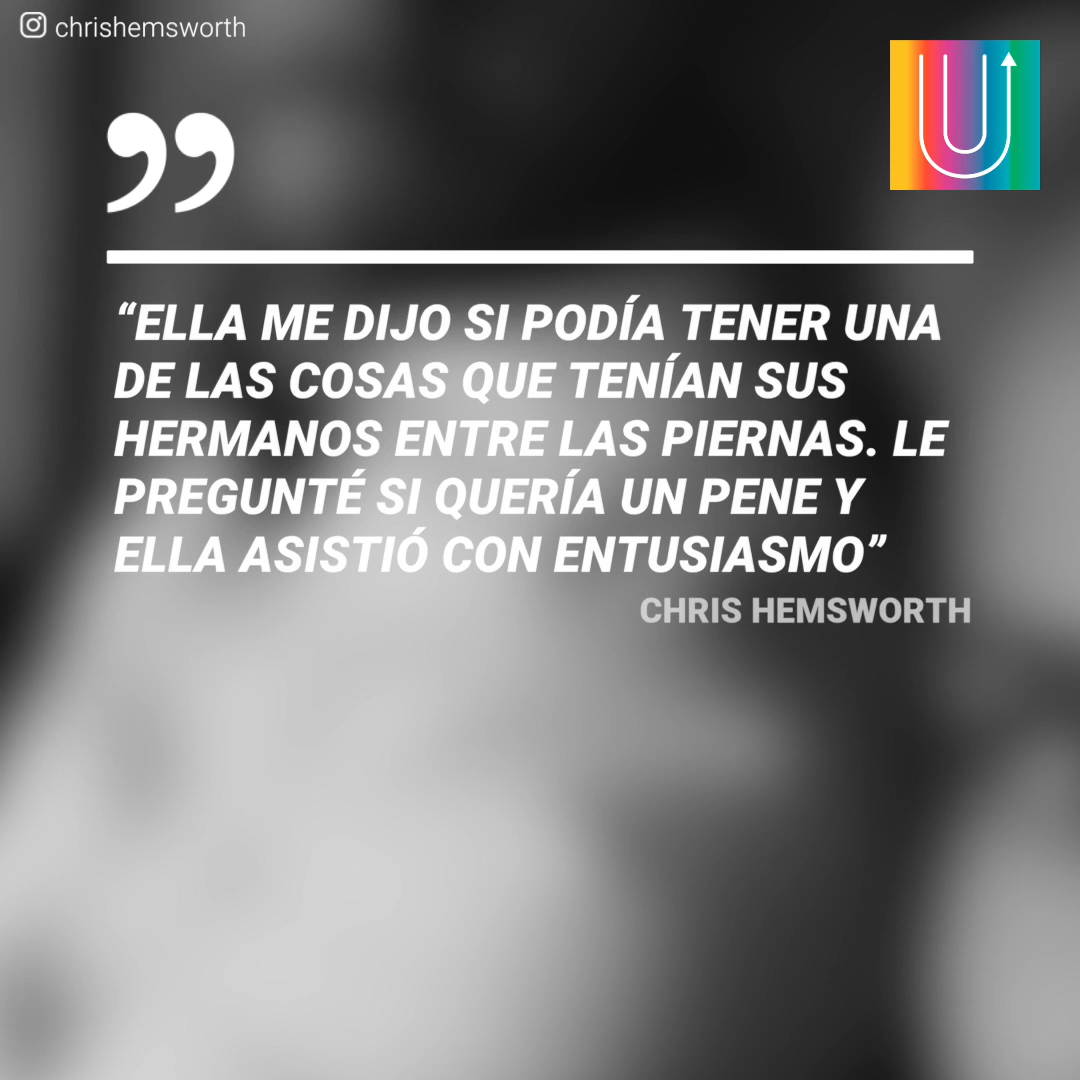 chrishemsworth
”
“ELLA ME DIJO SI PODÍA TENER UNA
DE LAS COSAS QUE TENÍAN SUS
HERMANOS ENTRE LAS PIERNAS. LE
PREGUNTÉ SI QUERÍA UN PENE Y
ELLA ASISTIÓ CON ENTUSIASMO”
CHRIS HEMSWORTH